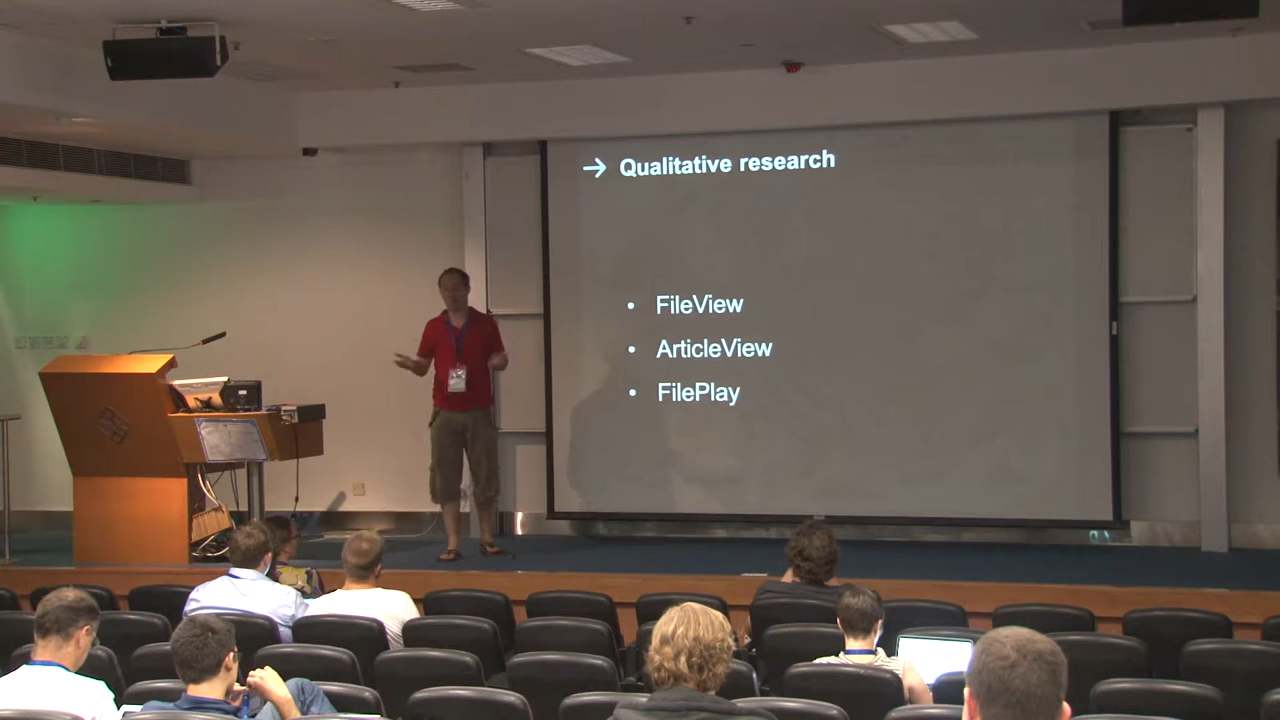 → Qualitative research
• FileView
• ArticleView
• FilePlay